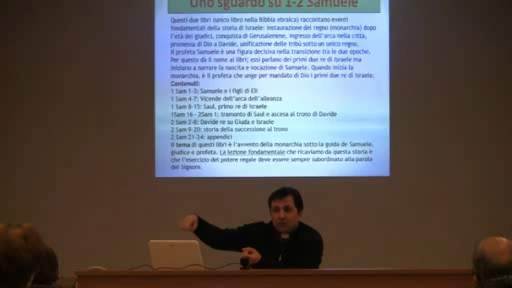 Uno sguardo su 1-2 Samuele
Questi due libri (unico libro nella Bibbia ebraica) raccontano eventi
fondamentali della storia di Israele: instaurazione del regno (monarchia) dopo
l'età dei giudici, conquista di Gerusalemme, ingresso dell'arca nella città,
promessa di Dio a Davide, unificazione delle tribù sotto un unico regno.
Il profeta Samuele è una figura decisiva nella transizione tra le due epoche.
Per questo dà il nome ai libri; essi parlano dei primi due re di Israele ma
iniziano a narrare la nascita e vocazione di Samuele. Quando inizia la
monarchia, è il profeta che unge per mandato di Dio i primi due re di Israele.
Contenuti:
1 Sam 1-3: Samuele e i figli di Eli
1 Sam 4-7: Vicende dell'arca dell'alleanza
1 Sam 8-15: Saul, primo re di Israele
1Sam 16 - 2Sam 1: tramonto di Saul e ascesa al trono di Davide
2 Sam 2-8: Davide re su Giuda e Israele
2 Sam 9-20: storia della successione al trono
2 Sam 21-24: appendici
Il tema di questi libri è l'avvento della monarchia sotto la guida de Samuele,
giudice e profeta. La lezione fondamentale che ricaviamo da questa storia è
che l'esercizio del potere regale deve essere sempre subordinato alla parola
del Signore.